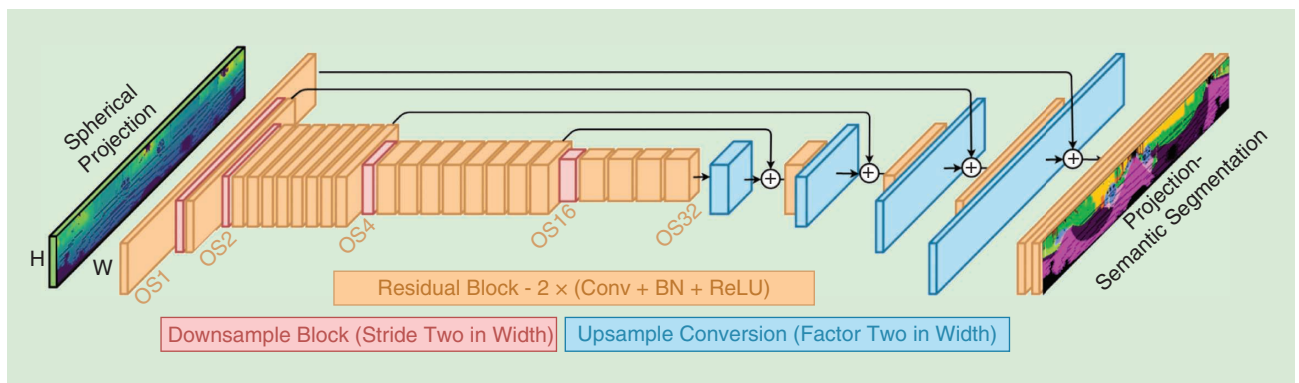 Spherical
Projection
H
W
OS1
OS2
OS4
OS16
OS32
Projection-
Semantic Segmentation
Residual Block - 2 × (Conv + BN + ReLU)
Downsample Block (Stride Two in Width)
Upsample Conversion (Factor Two in Width)